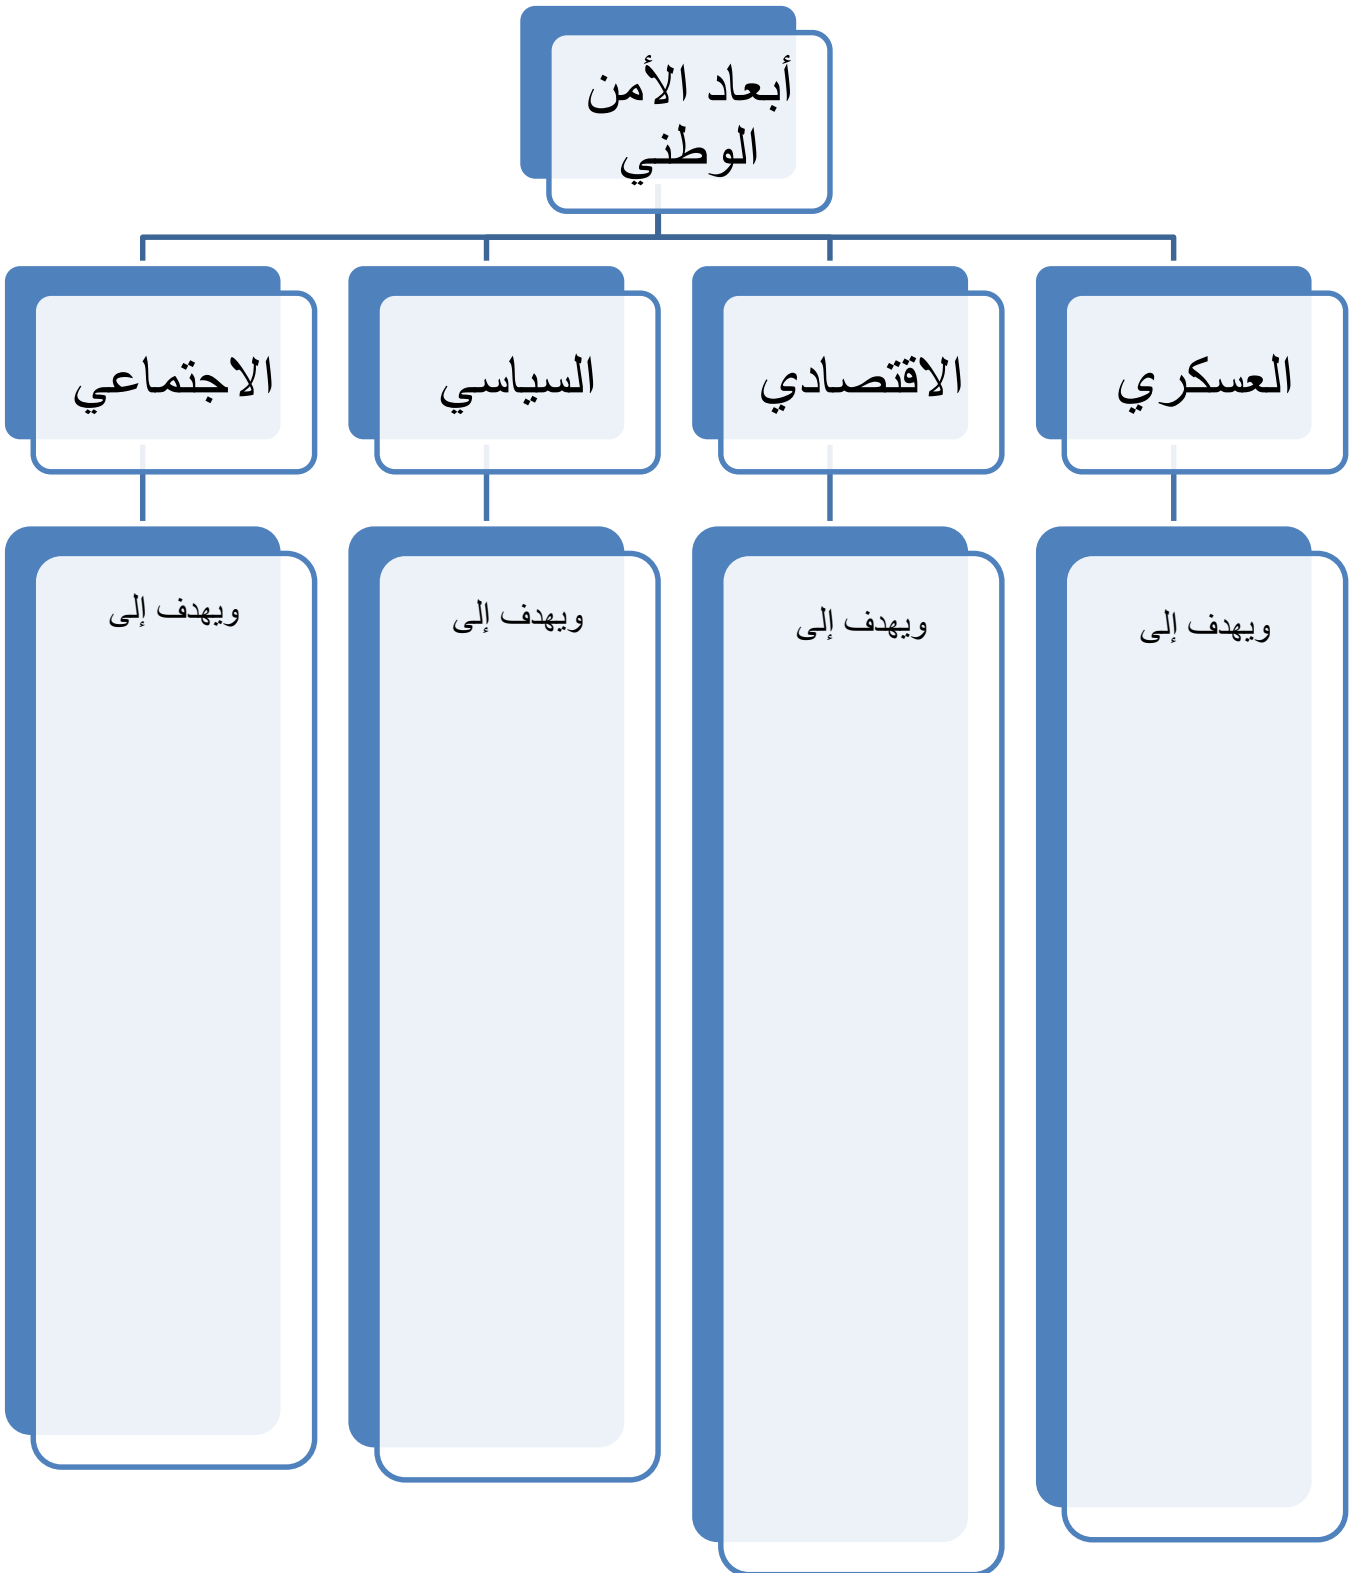 أبعاد الأمن
الوطني
العسكري
الاقتصادي
السياسي
الاجتماعي
ويهدف إلى
ويهدف إلى
ويهدف إلى
ويهدف إلى